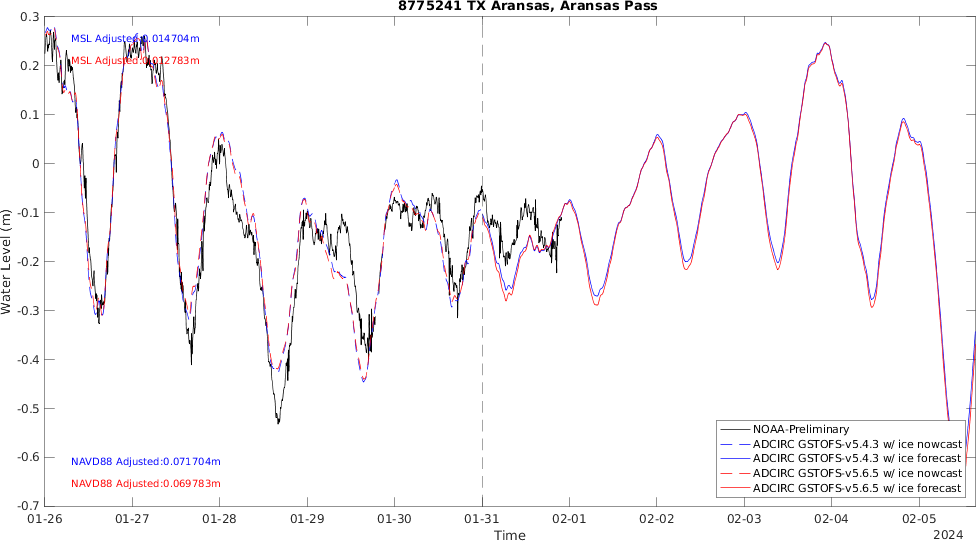 8775241 TX Aransas, Aransas Pass
0.3
0.2
0.1
0
-0.1
-0.2
-0.3
-0.4
-0.5
-0.6
-0.7
Water Level (m)
MSL Adjusted:0.014704m
MSL Adjusted:0.012783m
NAVD88 Adjusted:0.071704m
NAVD88 Adjusted:0.069783m
NOAA-Preliminary
ADCIRC GSTOFS-v5.4.3 w/ ice nowcast
ADCIRC GSTOFS-v5.4.3 w/ ice forecast
ADCIRC GSTOFS-v5.6.5 w/ ice nowcast
ADCIRC GSTOFS-v5.6.5 w/ ice forecast
01-26 01-27 01-28 01-29 01-30 01-31 02-01 02-02 02-03 02-04 02-05
Time
2024